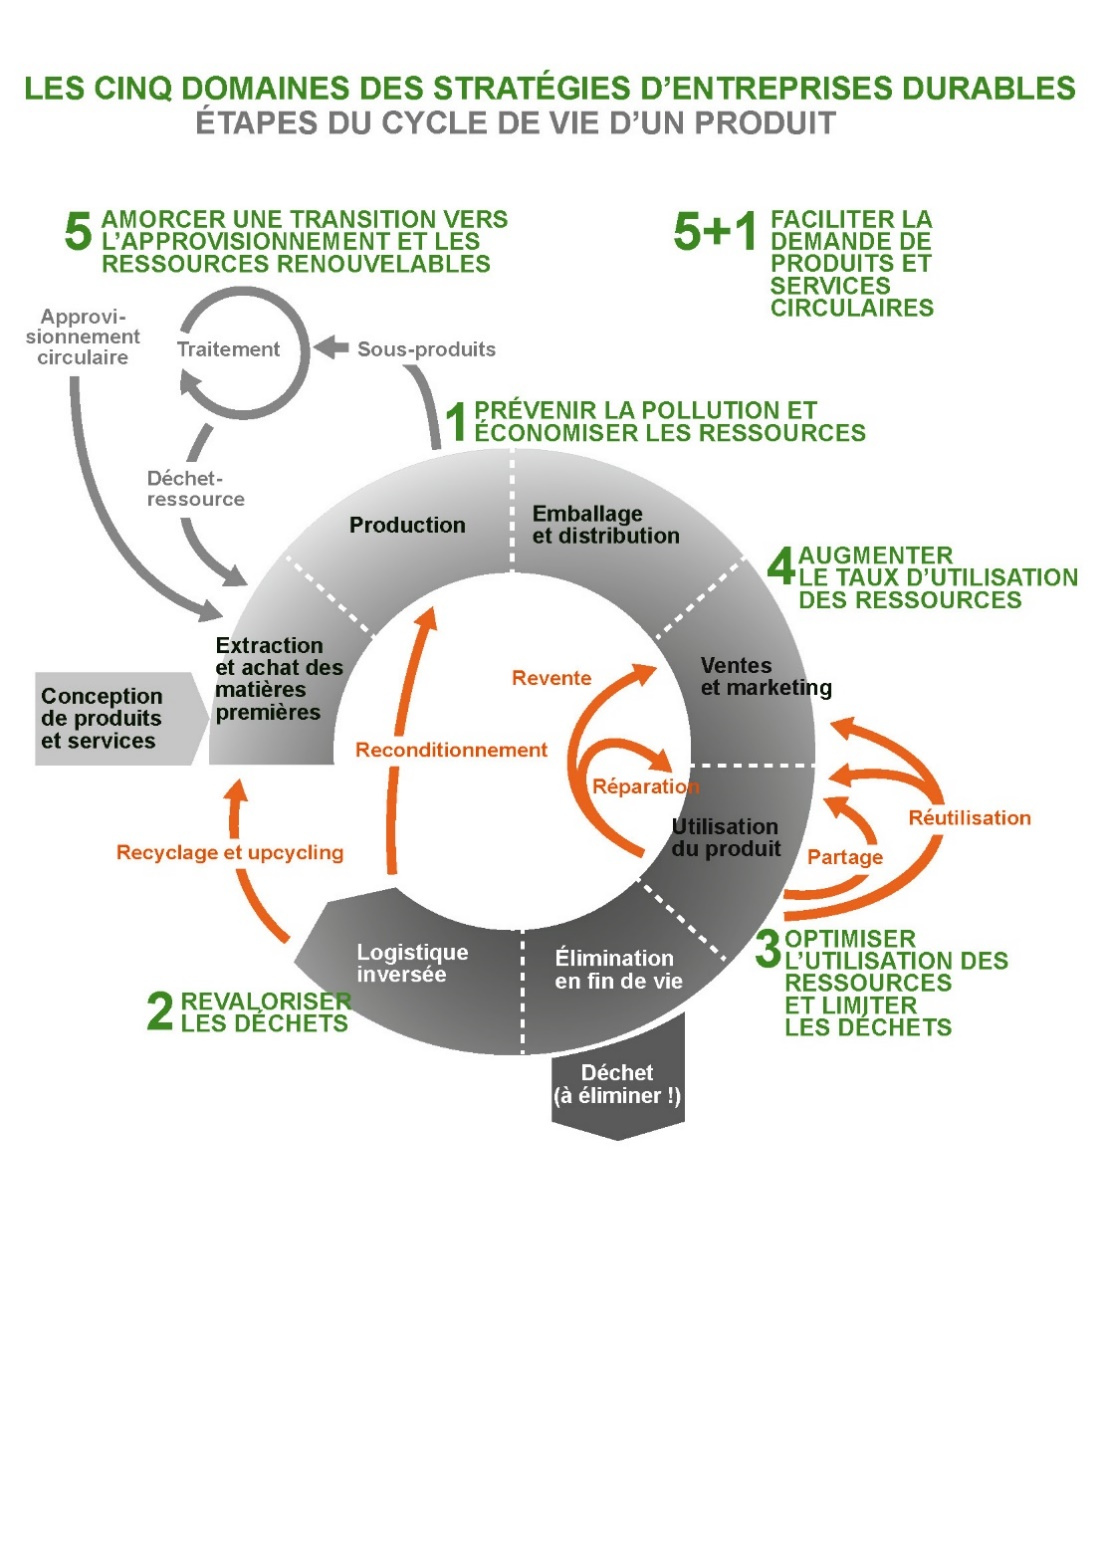 LES CINQ DOMAINES DES STRATÉGIES D'ENTREPRISES DURABLES
ÉTAPES DU CYCLE DE VIE D'UN PRODUIT
5 AMORCER UNE TRANSITION VERS
L'APPROVISIONNEMENT ET LES
RESSOURCES RENOUVELABLES
5+1 FACILITER LA
DEMANDE DE
PRODUITS ET
SERVICES
CIRCULAIRES
Approvi-
sionnement
circulaire
Traitement
Sous-produits
1 PRÉVENIR LA POLLUTION ET
ÉCONOMISER LES RESSOURCES
Déchet-
ressource
Production
Emballage
et distribution
4 AUGMENTER
LE TAUX D'UTILISATION
DES RESSOURCES
Extraction
et achat des
matières
premières
Conception
de produits
et services
Ventes
et marketing
Revente
Reconditionnement
Réparation
Utilisation
du produit
Réutilisation
Partage
Recyclage et upcycling
Logistique
inversée
Élimination
en fin de vie
3 OPTIMISER
L'UTILISATION DES
RESSOURCES
ET LIMITER
LES DÉCHETS
2 REVALORISER
LES DÉCHETS
Déchet
(à éliminer !)